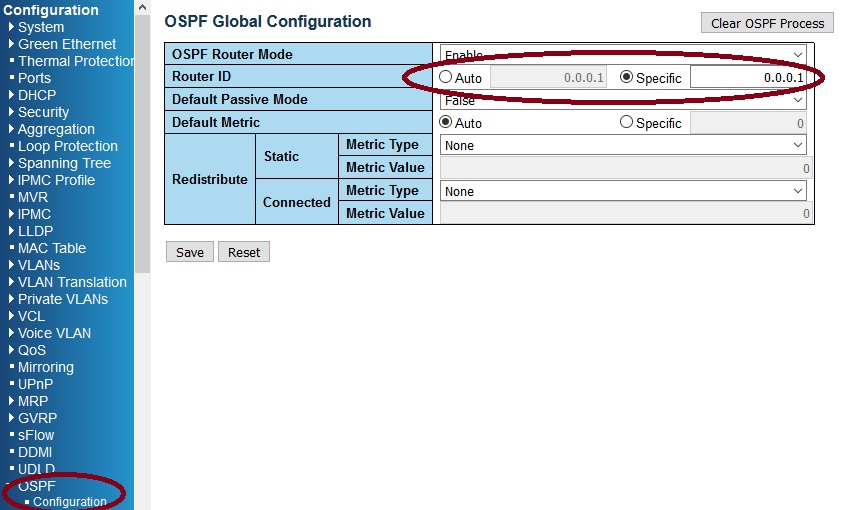 Configuration
System
Green Ethernet
Thermal Protection
Ports
DHCP
Security
Aggregation
Loop Protection
Spanning Tree
IPMC Profile
MVR
IPMC
LLDP
MAC Table
VLANs
VLAN Translation
Private VLANs
VCL
Voice VLAN
QoS
Mirroring
UPnP
MRP
GVRP
sFlow
DDMI
UDLD
OSPF
Configuration
OSPF Global Configuration
Clear OSPF Process
OSPF Router Mode Enable
Router ID Auto 0.0.0.1 Specific 0.0.0.1
Default Passive Mode False
Default Metric Auto Specific 0
Redistribute
Static
Metric Type None
Metric Value 0
Connected
Metric Type None
Metric Value 0
Save Reset